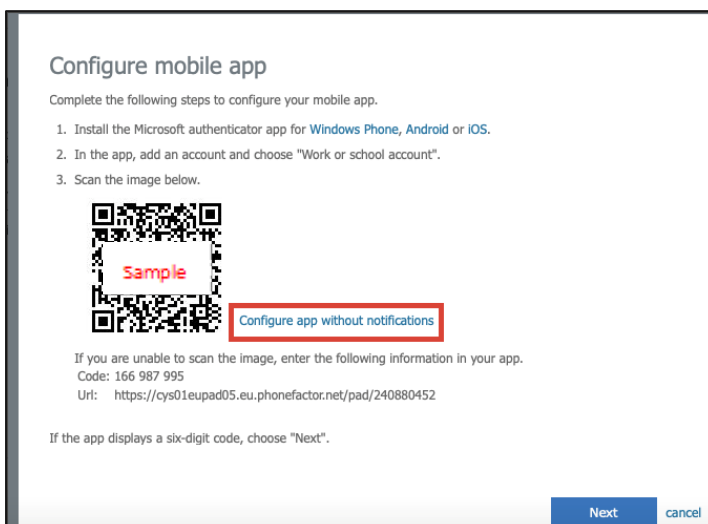 Configure mobile app
Complete the following steps to configure your mobile app.
1. Install the Microsoft authenticator app for Windows Phone, Android or iOS.
2. In the app, add an account and choose "Work or school account".
3. Scan the image below.
Sample
Configure app without notifications
If you are unable to scan the image, enter the following information in your app.
Code: 166 987 995
Url: https://cys01eupad05.eu.phonefactor.net/pad/240880452
If the app displays a six-digit code, choose "Next".
Next cancel